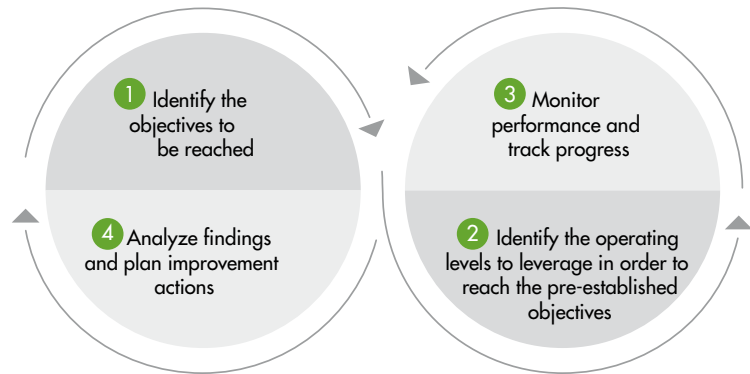 1 Identify the
objectives to
be reached
2 Identify the operating
levels to leverage in order to
reach the pre-established
objectives
3 Monitor
performance and
track progress
4 Analyze findings
and plan improvement
actions